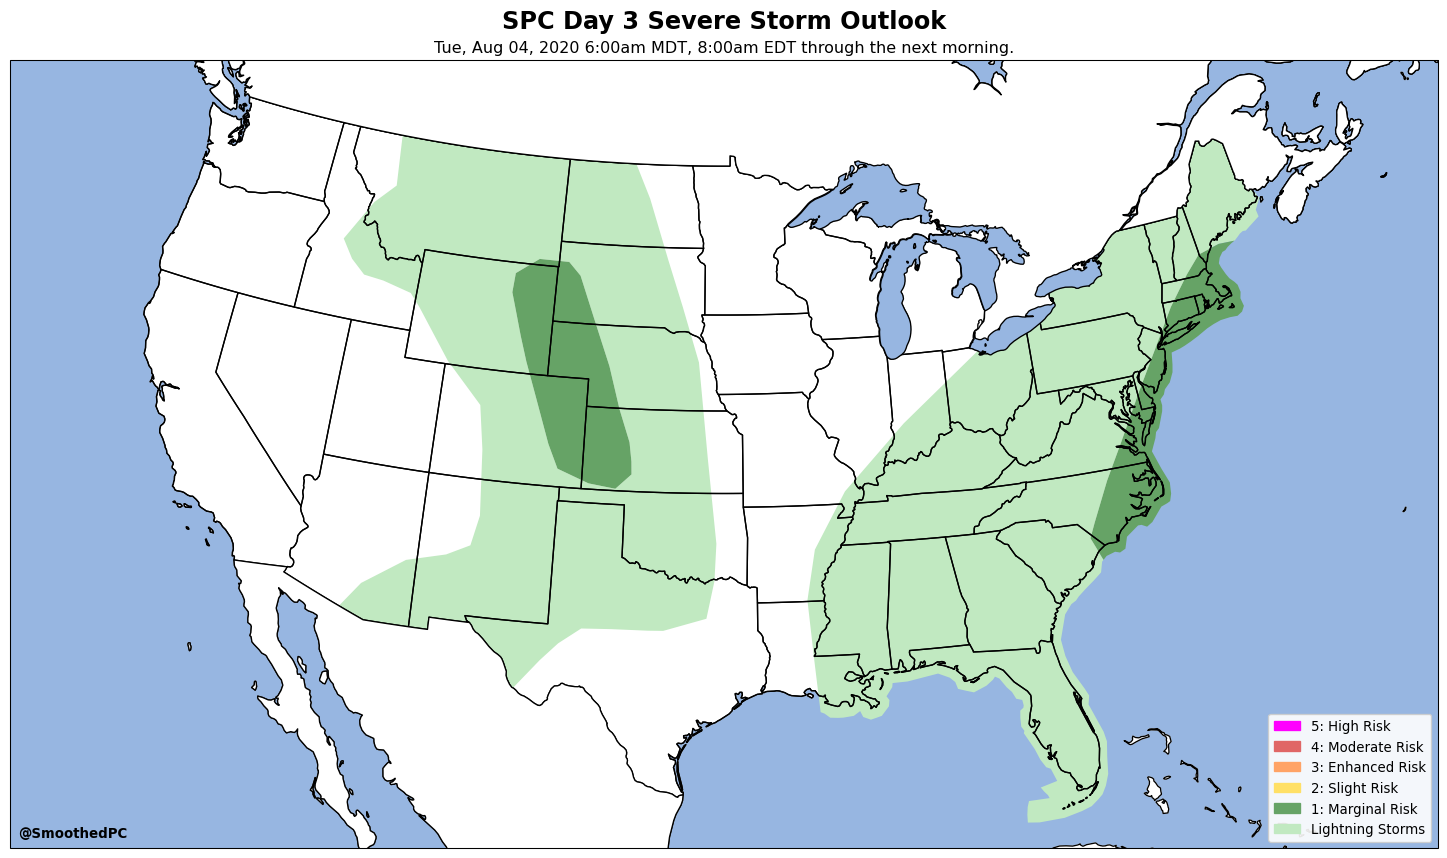 SPC Day 3 Severe Storm Outlook
Tue, Aug 04, 2020 6:00am MDT, 8:00am EDT through the next morning.
5: High Risk
4: Moderate Risk
3: Enhanced Risk
2: Slight Risk
1: Marginal Risk
Lightning Storms
@SmoothedPC